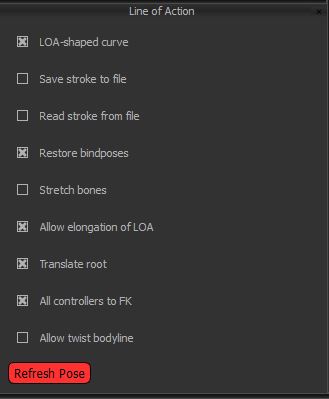 Line of Action
LOA-shaped curve
Save stroke to file
Read stroke from file
Restore bindposes
Stretch bones
Allow elongation of LOA
Translate root
All controllers to FK
Allow twist bodyline
Refresh Pose